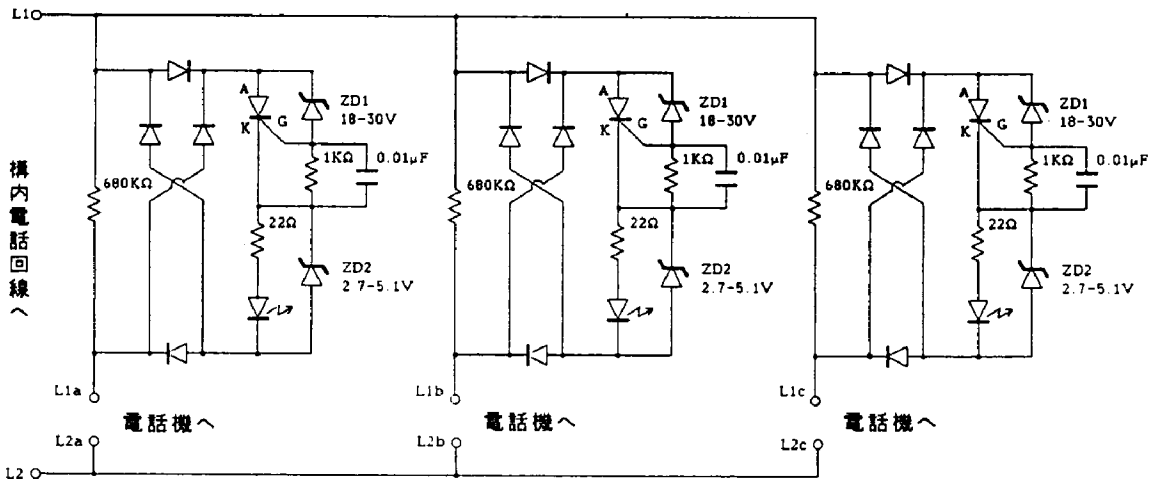 L1
A
K
G
ZD1
18-30V
1KΩ
0.01µF
680KΩ
22Ω
ZD2
2.7-5.1V
A
K
G
ZD1
18-30V
1KΩ
0.01µF
680KΩ
22Ω
ZD2
2.7-5.1V
A
K
G
ZD1
18-30V
1KΩ
0.01µF
680KΩ
22Ω
ZD2
2.7-5.1V
構内電話回線へ
L1a
L1b
L1c
電話機へ
電話機へ
電話機へ
L2a
L2b
L2c
L2